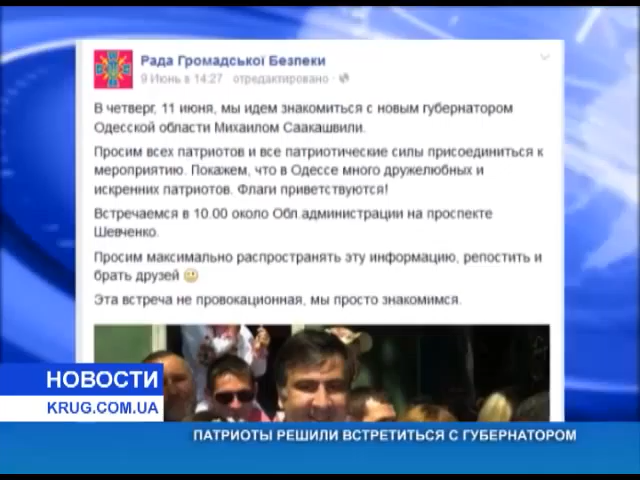 Рада Громадської Безпеки
9 Июнь в 14:27 отредактировано
В четверг, 11 июня, мы идем знакомиться с новым губернатором
Одесской области Михаилом Саакашвили.
Просим всех патриотов и все патриотические силы присоединиться к
мероприятию. Покажем, что в Одессе много дружелюбных и
искренних патриотов. Флаги приветствуются!
Встречаемся в 10.00 около Обл.администрации на проспекте
Шевченко.
Просим максимально распространять эту информацию, репостить и
брать друзей
Эта встреча не провокационная, мы просто знакомимся.
НОВОСТИ
KRUG.COM.UA
ПАТРИОТЫ РЕШИЛИ ВСТРЕТИТЬСЯ С ГУБЕРНАТОРОМ